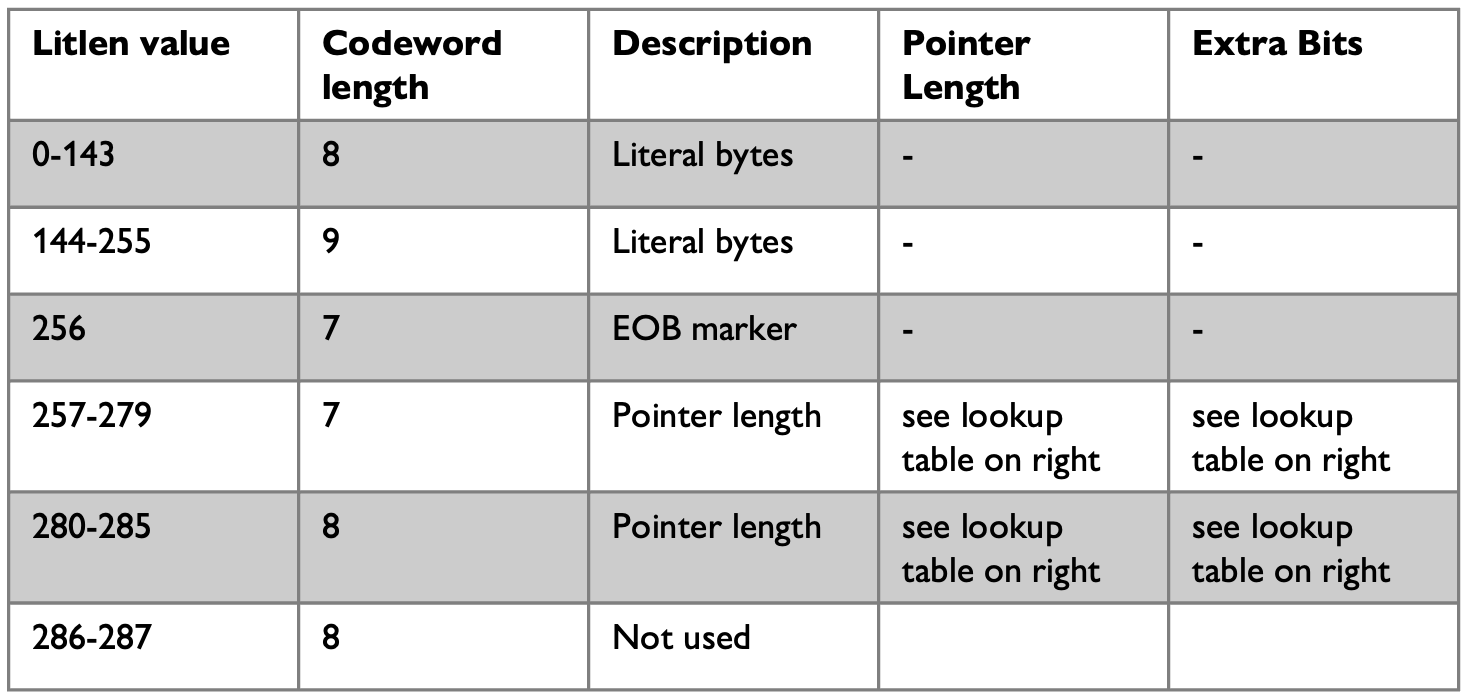 Litlen value Codeword length Description Pointer Length Extra Bits
0-143 8 Literal bytes - -
144-255 9 Literal bytes - -
256 7 EOB marker - -
257-279 7 Pointer length see lookup table on right see lookup table on right
280-285 8 Pointer length see lookup table on right see lookup table on right
286-287 8 Not used